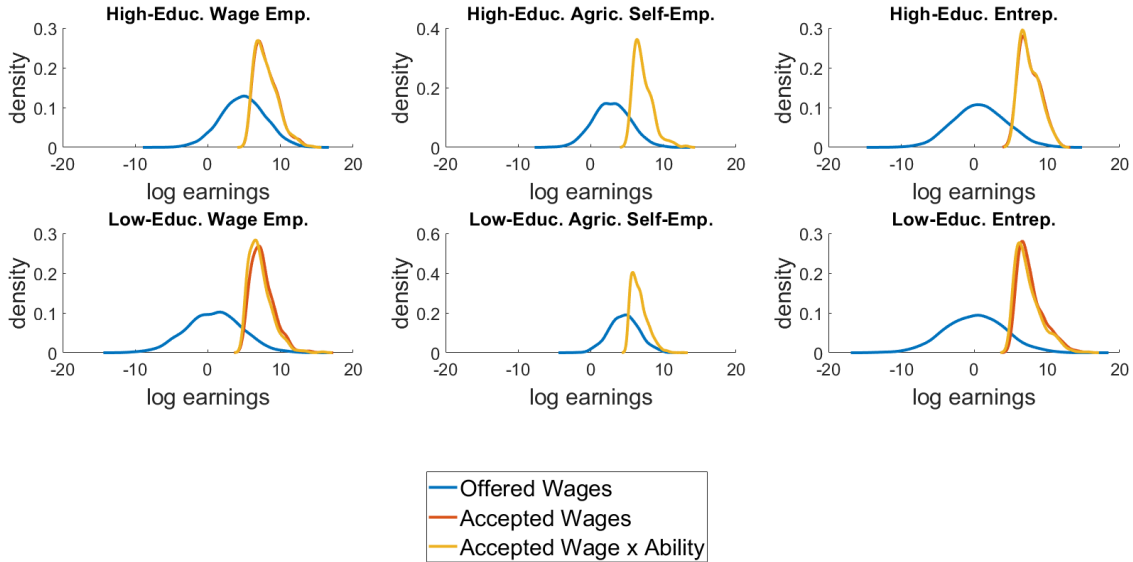 High-Educ. Wage Emp.
High-Educ. Agric. Self-Emp.
High-Educ. Entrep.
0.3
0.2
0.1
0
density
-20
-10
0
10
20
log earnings
0.4
0.2
0
density
-20
-10
0
10
20
log earnings
0.3
0.2
0.1
0
density
-20
-10
0
10
20
log earnings
Low-Educ. Wage Emp.
Low-Educ. Agric. Self-Emp.
Low-Educ. Entrep.
0.3
0.2
0.1
0
density
-20
-10
0
10
20
log earnings
0.6
0.4
0.2
0
density
-20
-10
0
10
20
log earnings
0.3
0.2
0.1
0
density
-20
-10
0
10
20
log earnings
Offered Wages
Accepted Wages
Accepted Wage x Ability